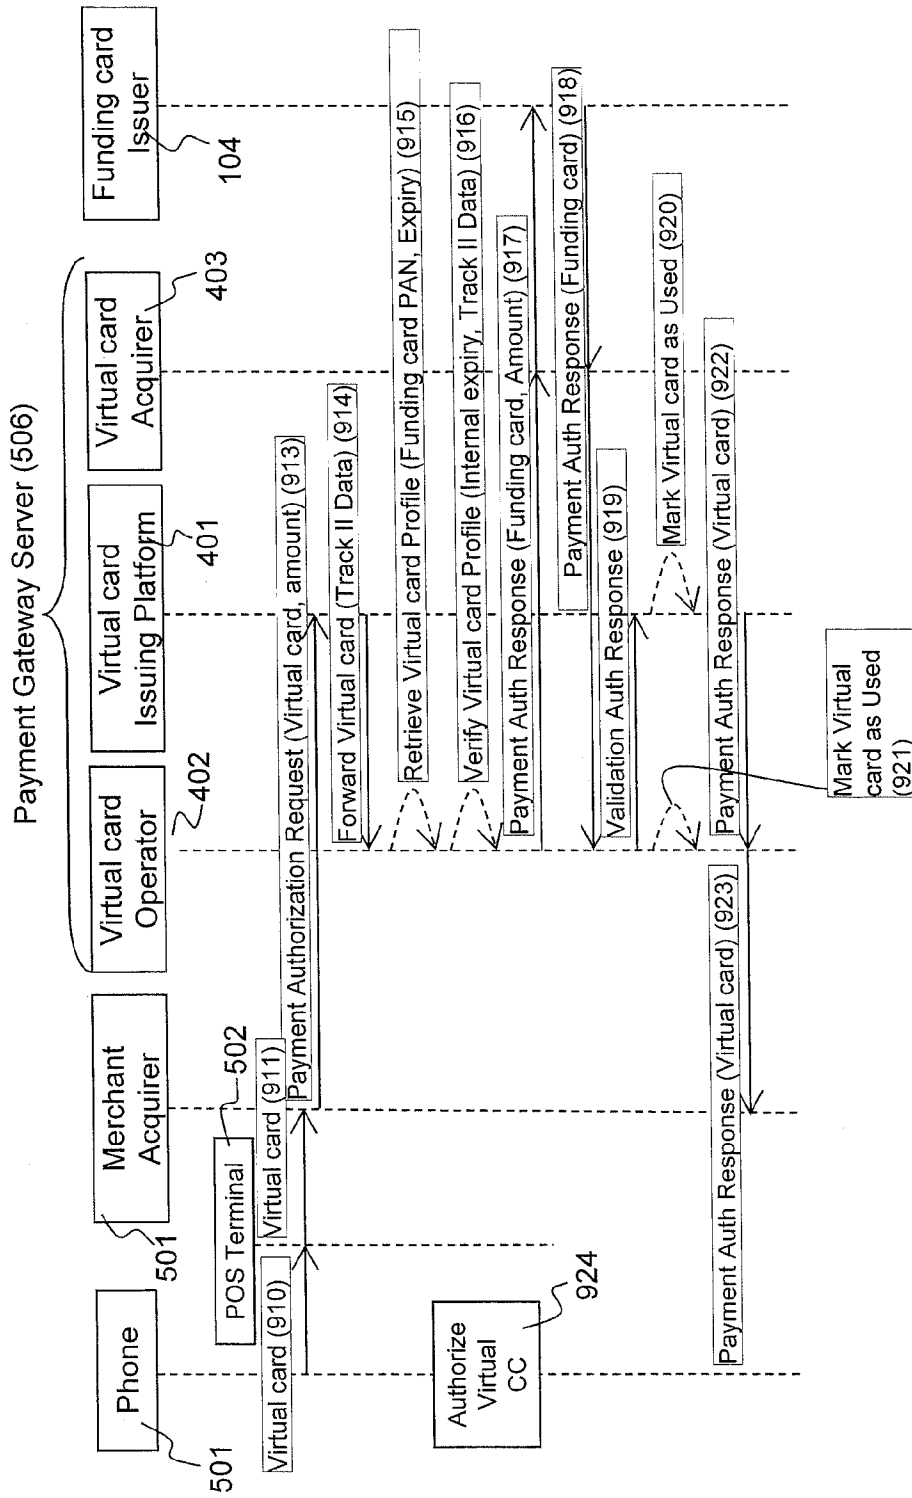 Payment Gateway Server (506)
Phone
501
Merchant
Acquirer
501
Virtual card
Operator
402
Virtual card
Issuing Platform
401
Virtual card
Acquirer
403
Funding card
Issuer
104
POS Terminal
502
Virtual card (910)
Virtual card (911)
Payment Authorization Request (Virtual card, amount) (913)
Forward Virtual card (Track II Data) (914)
Retrieve Virtual card Profile (Funding card PAN, Expiry) (915)
Verify Virtual card Profile (Internal expiry, Track II Data) (916)
Payment Auth Response (Funding card, Amount) (917)
Payment Auth Response (Funding card) (918)
Validation Auth Response (919)
Mark Virtual card as Used (920)
Mark Virtual
card as Used
(921)
Payment Auth Response (Virtual card) (922)
Payment Auth Response (Virtual card) (923)
Authorize
Virtual
CC
924